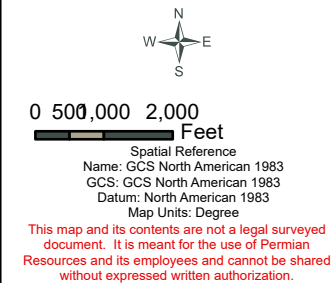 N
W E
S
0 500 1,000 2,000
Feet
Spatial Reference
Name: GCS North American 1983
GCS: GCS North American 1983
Datum: North American 1983
Map Units: Degree
This map and its contents are not a legal surveyed
document. It is meant for the use of Permian
Resources and its employees and cannot be shared
without expressed written authorization.